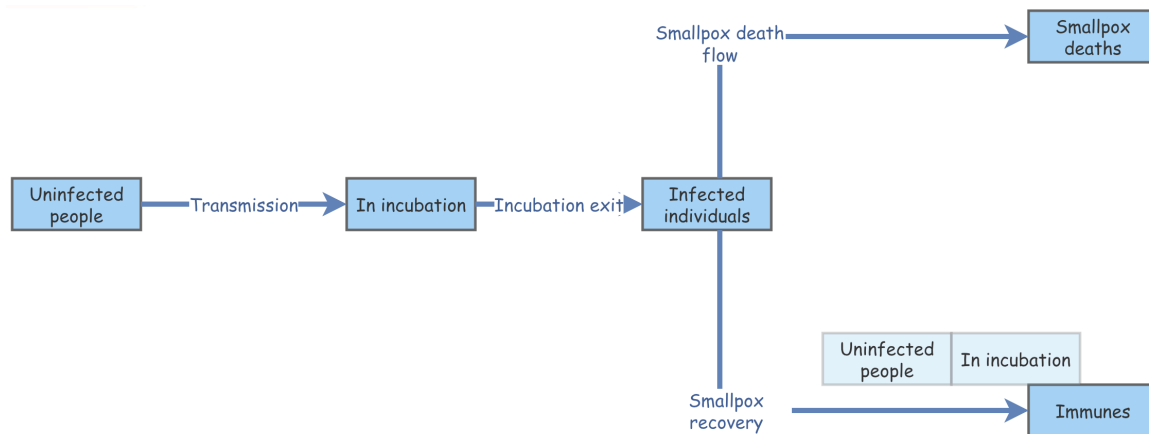 Smallpox death
flow
Smallpox
deaths
Uninfected
people
Transmission
In incubation
Incubation exit
Infected
individuals
Uninfected
people
In incubation
Smallpox
recovery
Immunes